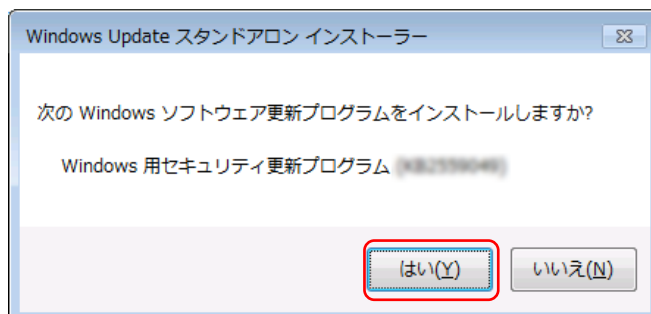 Windows Update スタンドアロン インストーラー
次の Windows ソフトウェア更新プログラムをインストールしますか?
Windows 用セキュリティ更新プログラム
はい(Y)
いいえ(N)